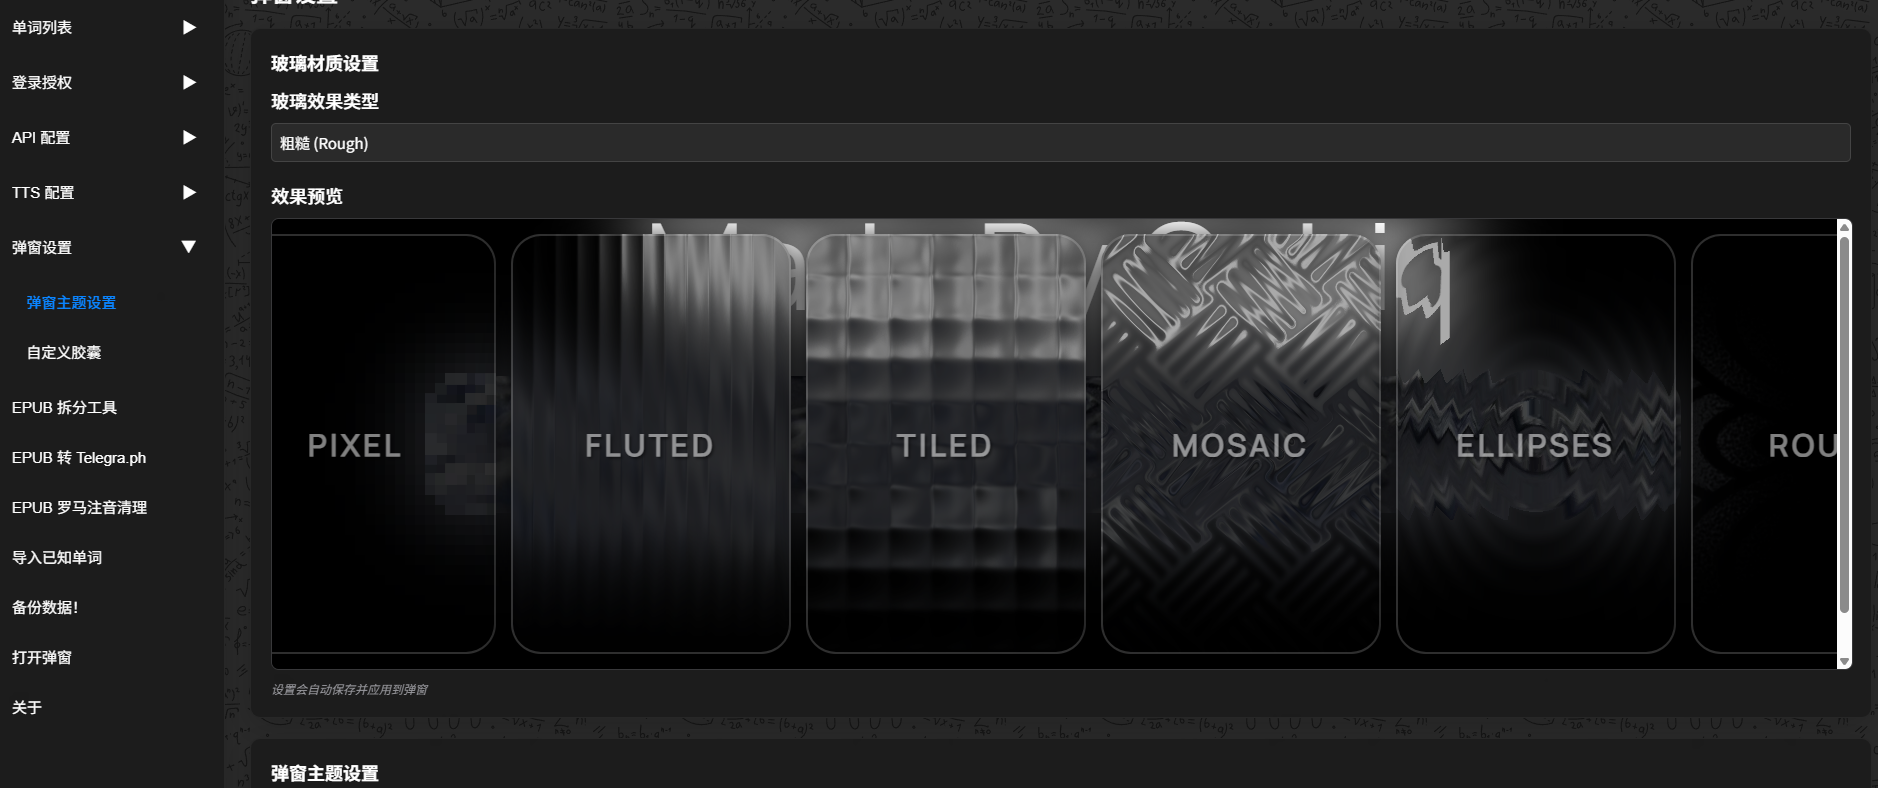 弹窗设置
单词列表
登录授权
API 配置
TTS 配置
弹窗设置
弹窗主题设置
自定义胶囊
EPUB 拆分工具
EPUB 转 Telegra.ph
EPUB 罗马注音清理
导入已知单词
备份数据！
打开弹窗
关于
玻璃材质设置
玻璃效果类型
粗糙 (Rough)
效果预览
PIXEL
FLUTED
TILED
MOSAIC
ELLIPSES
ROU
设置会自动保存并应用到弹窗
弹窗主题设置